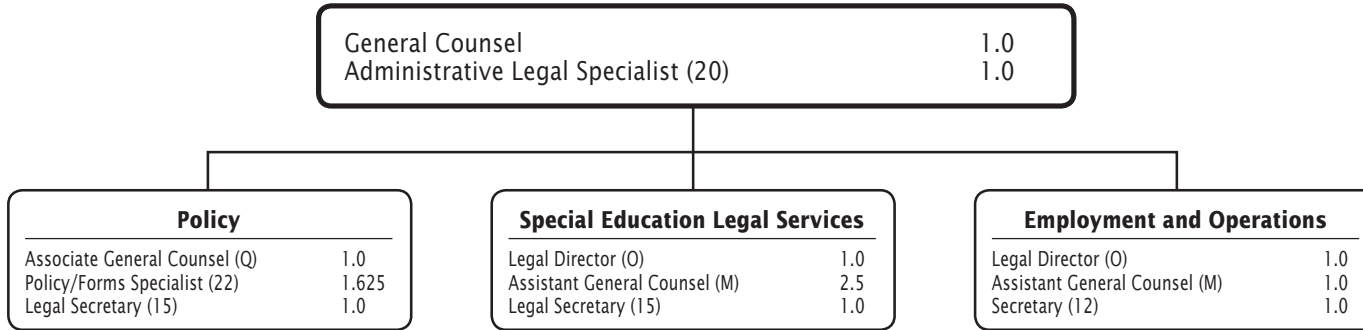 General Counsel 1.0
Administrative Legal Specialist (20) 1.0
Policy
Associate General Counsel (Q) 1.0
Policy/Forms Specialist (22) 1.625
Legal Secretary (15) 1.0
Special Education Legal Services
Legal Director (O) 1.0
Assistant General Counsel (M) 2.5
Legal Secretary (15) 1.0
Employment and Operations
Legal Director (O) 1.0
Assistant General Counsel (M) 1.0
Secretary (12) 1.0